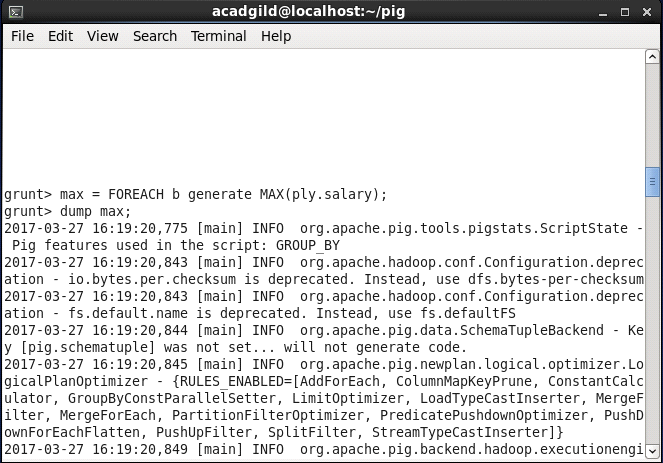 acadgild@localhost:~/pig
File Edit View Search Terminal Help
grunt> max = FOREACH b generate MAX(ply.salary);
grunt> dump max;
2017-03-27 16:19:20,775 [main] INFO  org.apache.pig.tools.pigstats.ScriptState -
 Pig features used in the script: GROUP_BY
2017-03-27 16:19:20,843 [main] INFO  org.apache.hadoop.conf.Configuration.deprec
ation - io.bytes.per.checksum is deprecated. Instead, use dfs.bytes-per-checksum
2017-03-27 16:19:20,843 [main] INFO  org.apache.hadoop.conf.Configuration.deprec
ation - fs.default.name is deprecated. Instead, use fs.defaultFS
2017-03-27 16:19:20,844 [main] INFO  org.apache.pig.data.SchemaTupleBackend - Ke
y [pig.schematuple] was not set... will not generate code.
2017-03-27 16:19:20,845 [main] INFO  org.apache.pig.newplan.logical.optimizer.Lo
gicalPlanOptimizer - {RULES_ENABLED=[AddForEach, ColumnMapKeyPrune, ConstantCalc
ulator, GroupByConstParallelSetter, LimitOptimizer, LoadTypeCastInserter, MergeF
ilter, MergeForEach, PartitionFilterOptimizer, PredicatePushdownOptimizer, PushD
ownForEachFlatten, PushUpFilter, SplitFilter, StreamTypeCastInserter]}
2017-03-27 16:19:20,849 [main] INFO  org.apache.pig.backend.hadoop.executionengi